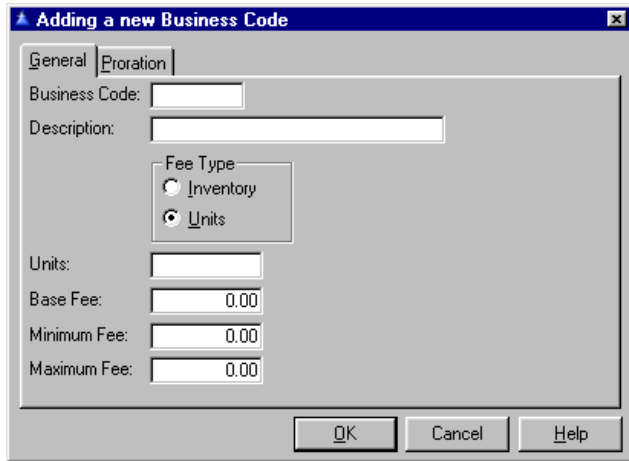 Adding a new Business Code
General Proration
Business Code:
Description:
Fee Type
Inventory
Units
Units:
Base Fee: 0.00
Minimum Fee: 0.00
Maximum Fee: 0.00
OK Cancel Help